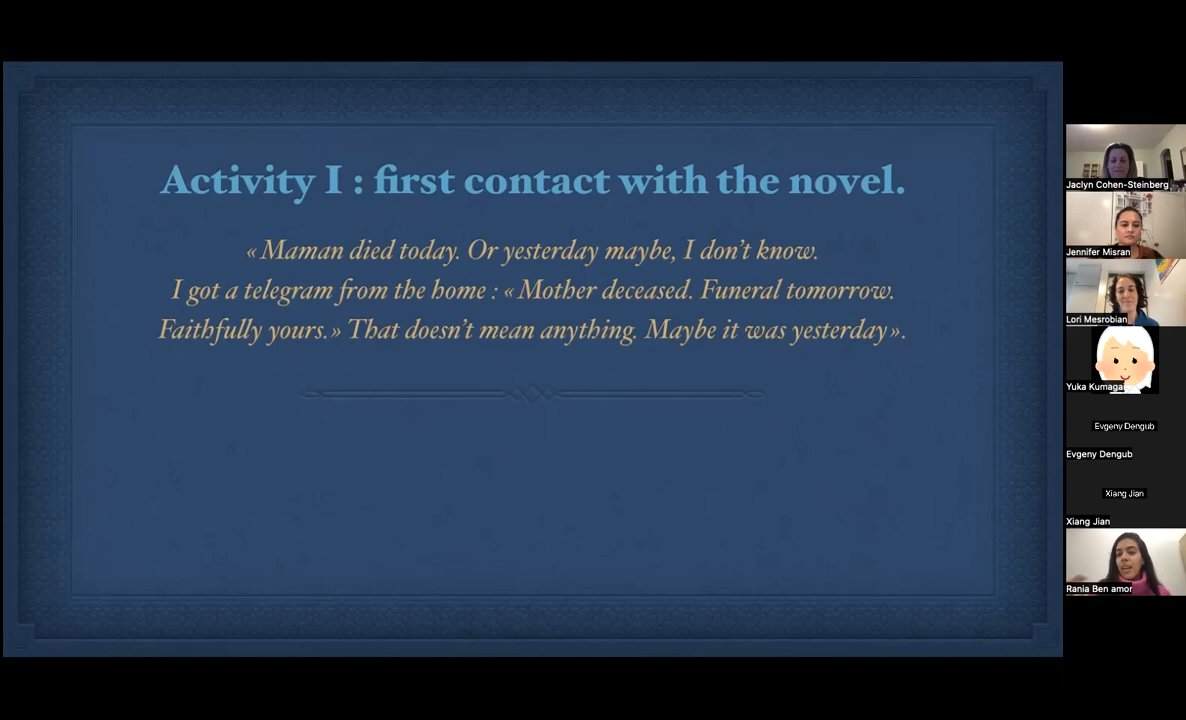 Activity I : first contact with the novel.
« Maman died today. Or yesterday maybe, I don’t know.
I got a telegram from the home : « Mother deceased. Funeral tomorrow.
Faithfully yours.» That doesn’t mean anything. Maybe it was yesterday».
Jaclyn Cohen-Steinberg
Jennifer Misran
Lori Mesrobian
Yuka Kumagai
Evgeny Dengub
Evgeny Dengub
Xiang Jian
Xiang Jian
Rania Ben amor